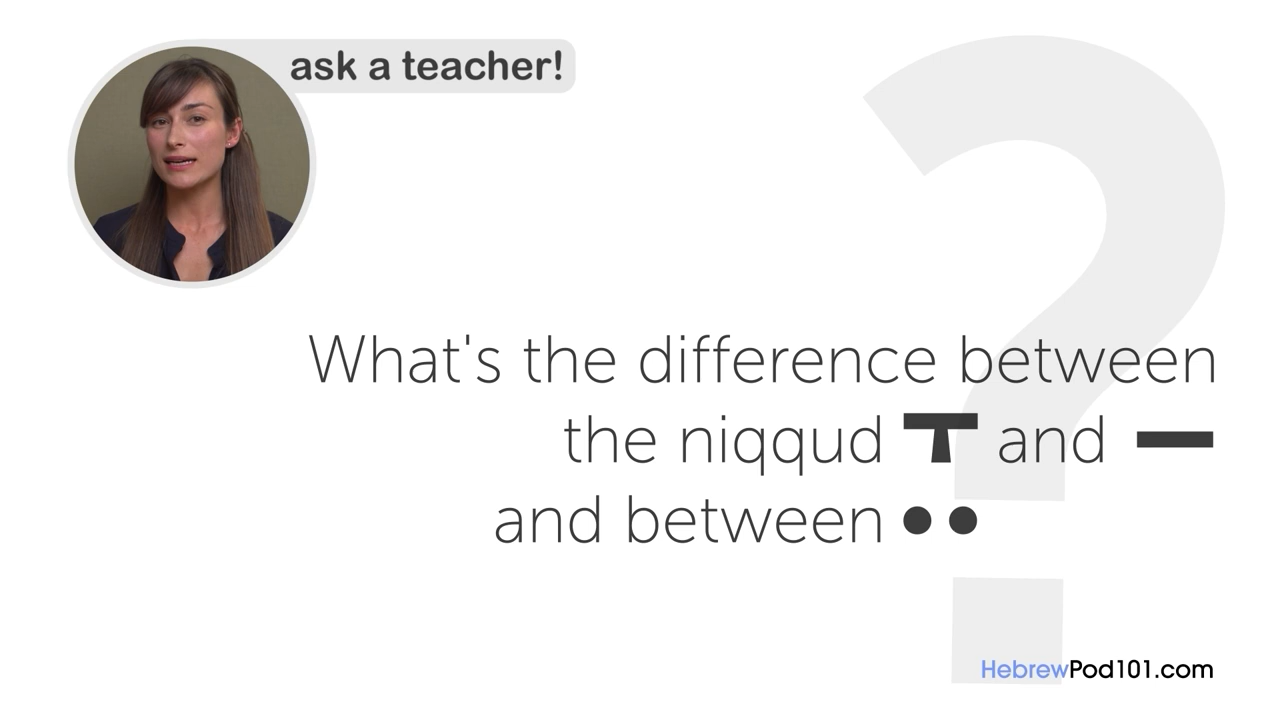 ask a teacher!
What's the difference between
the niqqud ָ and ַ
and between ֵ
HebrewPod101.com